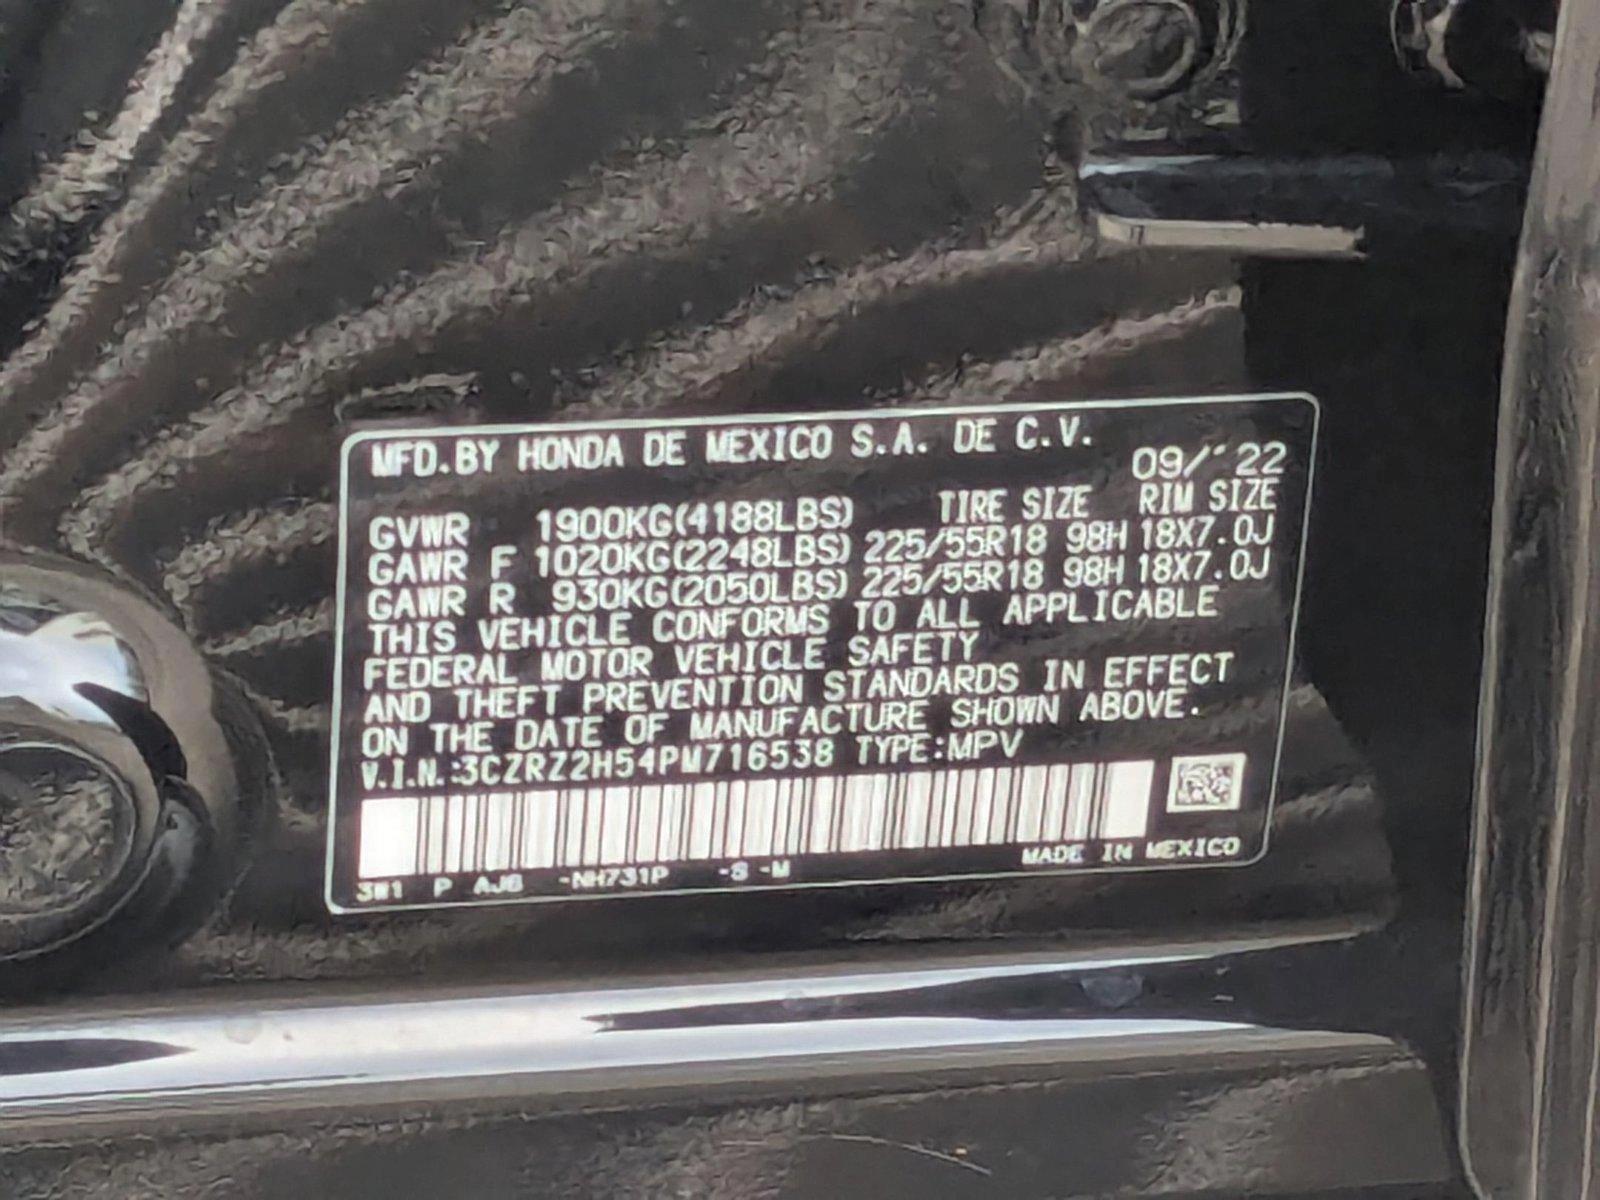 MFD.BY HONDA DE MEXICO S.A. DE C.V.
09/'22
GVWR 1900KG(4188LBS) TIRE SIZE RIM SIZE
GAWR F 1020KG(2248LBS) 225/55R18 98H 18X7.0J
GAWR R 930KG(2050LBS) 225/55R18 98H 18X7.0J
THIS VEHICLE CONFORMS TO ALL APPLICABLE
FEDERAL MOTOR VEHICLE SAFETY
AND THEFT PREVENTION STANDARDS IN EFFECT
ON THE DATE OF MANUFACTURE SHOWN ABOVE.
V.I.N.:3CZRZ2H54PM716538 TYPE:MPV
3W1 P AJB -NH731P -S -M MADE IN MEXICO